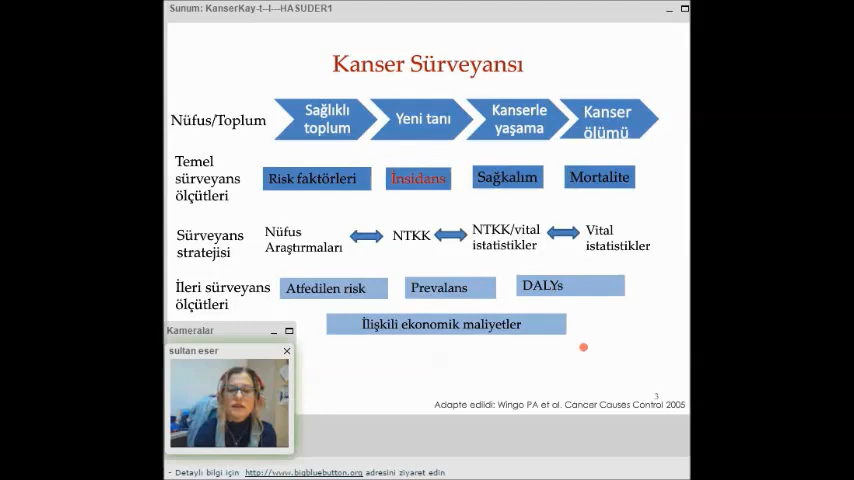 Sunum: KanserKay-t--I---HASUDER1
Kanser Sürveyansı
Nüfus/Toplum
Sağlıklı
toplum
Yeni tanı
Kanserle
yaşama
Kanser
ölümü
Temel
sürveyans
ölçütleri
Risk faktörleri
İnsidans
Sağkalım
Mortalite
Sürveyans
stratejisi
Nüfus
Araştırmaları
NTKK
NTKK/vital
istatistikler
Vital
istatistikler
İleri sürveyans
ölçütleri
Atfedilen risk
Prevalans
DALYs
İlişkili ekonomik maliyetler
Kameralar
sultan eser
3
Adapte edildi: Wingo PA et al. Cancer Causes Control 2005
- Detaylı bilgi için http://www.bigbluebutton.org adresini ziyaret edin.